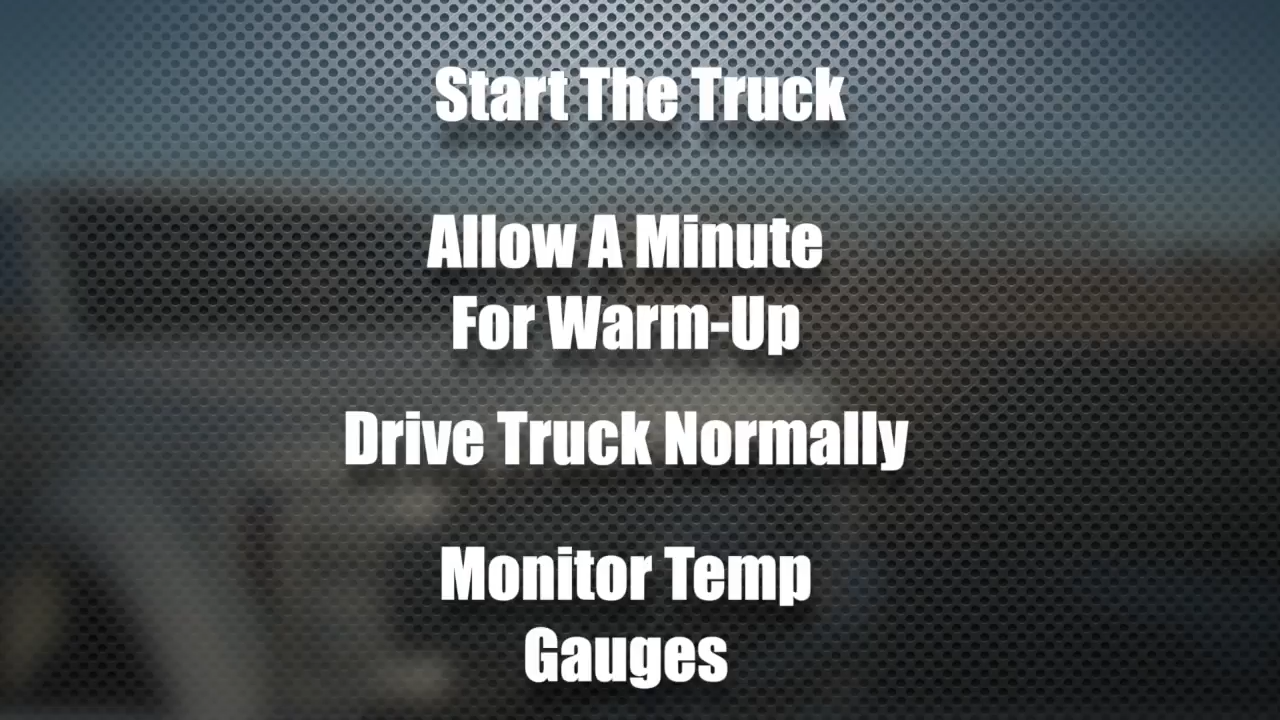 Start The Truck
Allow A Minute
For Warm-Up
Drive Truck Normally
Monitor Temp
Gauges